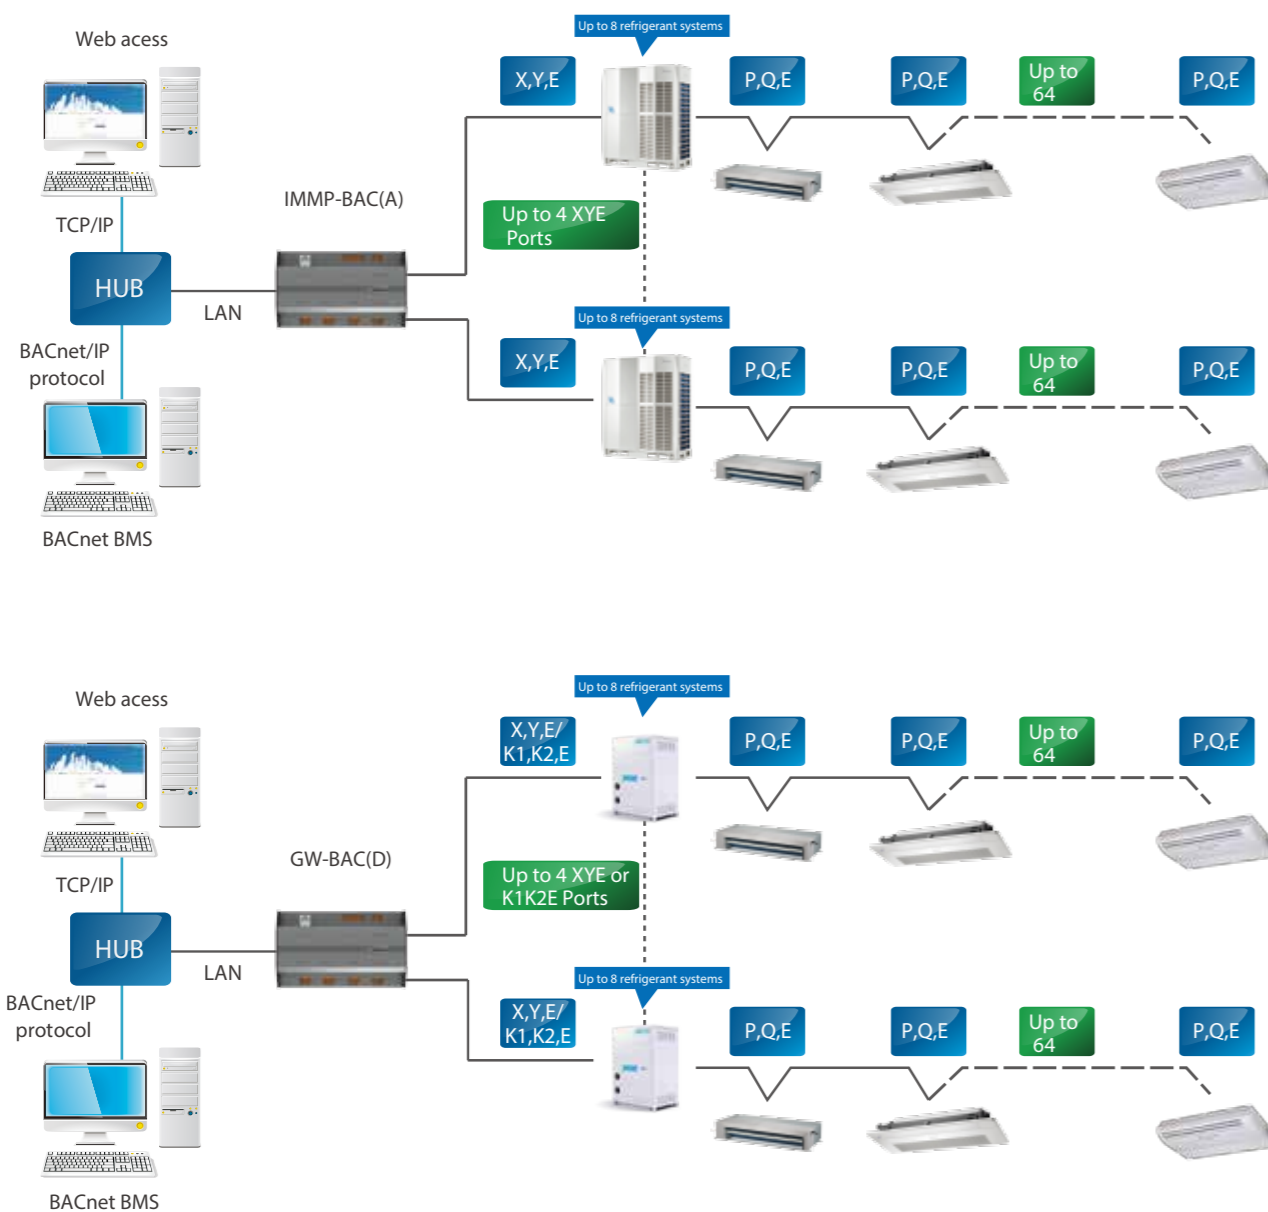 Up to 8 refrigerant systems
Web acess
X,Y,E
P,Q,E
P,Q,E
Up to
64
P,Q,E
IMMP-BAC(A)
Up to 4 XYE
Ports
TCP/IP
HUB
LAN
Up to 8 refrigerant systems
BACnet/IP
protocol
X,Y,E
P,Q,E
P,Q,E
Up to
64
P,Q,E
BACnet BMS
Up to 8 refrigerant systems
Web acess
X,Y,E/
K1,K2,E
P,Q,E
P,Q,E
Up to
64
P,Q,E
GW-BAC(D)
Up to 4 XYE or
K1K2E Ports
TCP/IP
HUB
LAN
Up to 8 refrigerant systems
BACnet/IP
protocol
X,Y,E/
K1,K2,E
P,Q,E
P,Q,E
Up to
64
P,Q,E
BACnet BMS